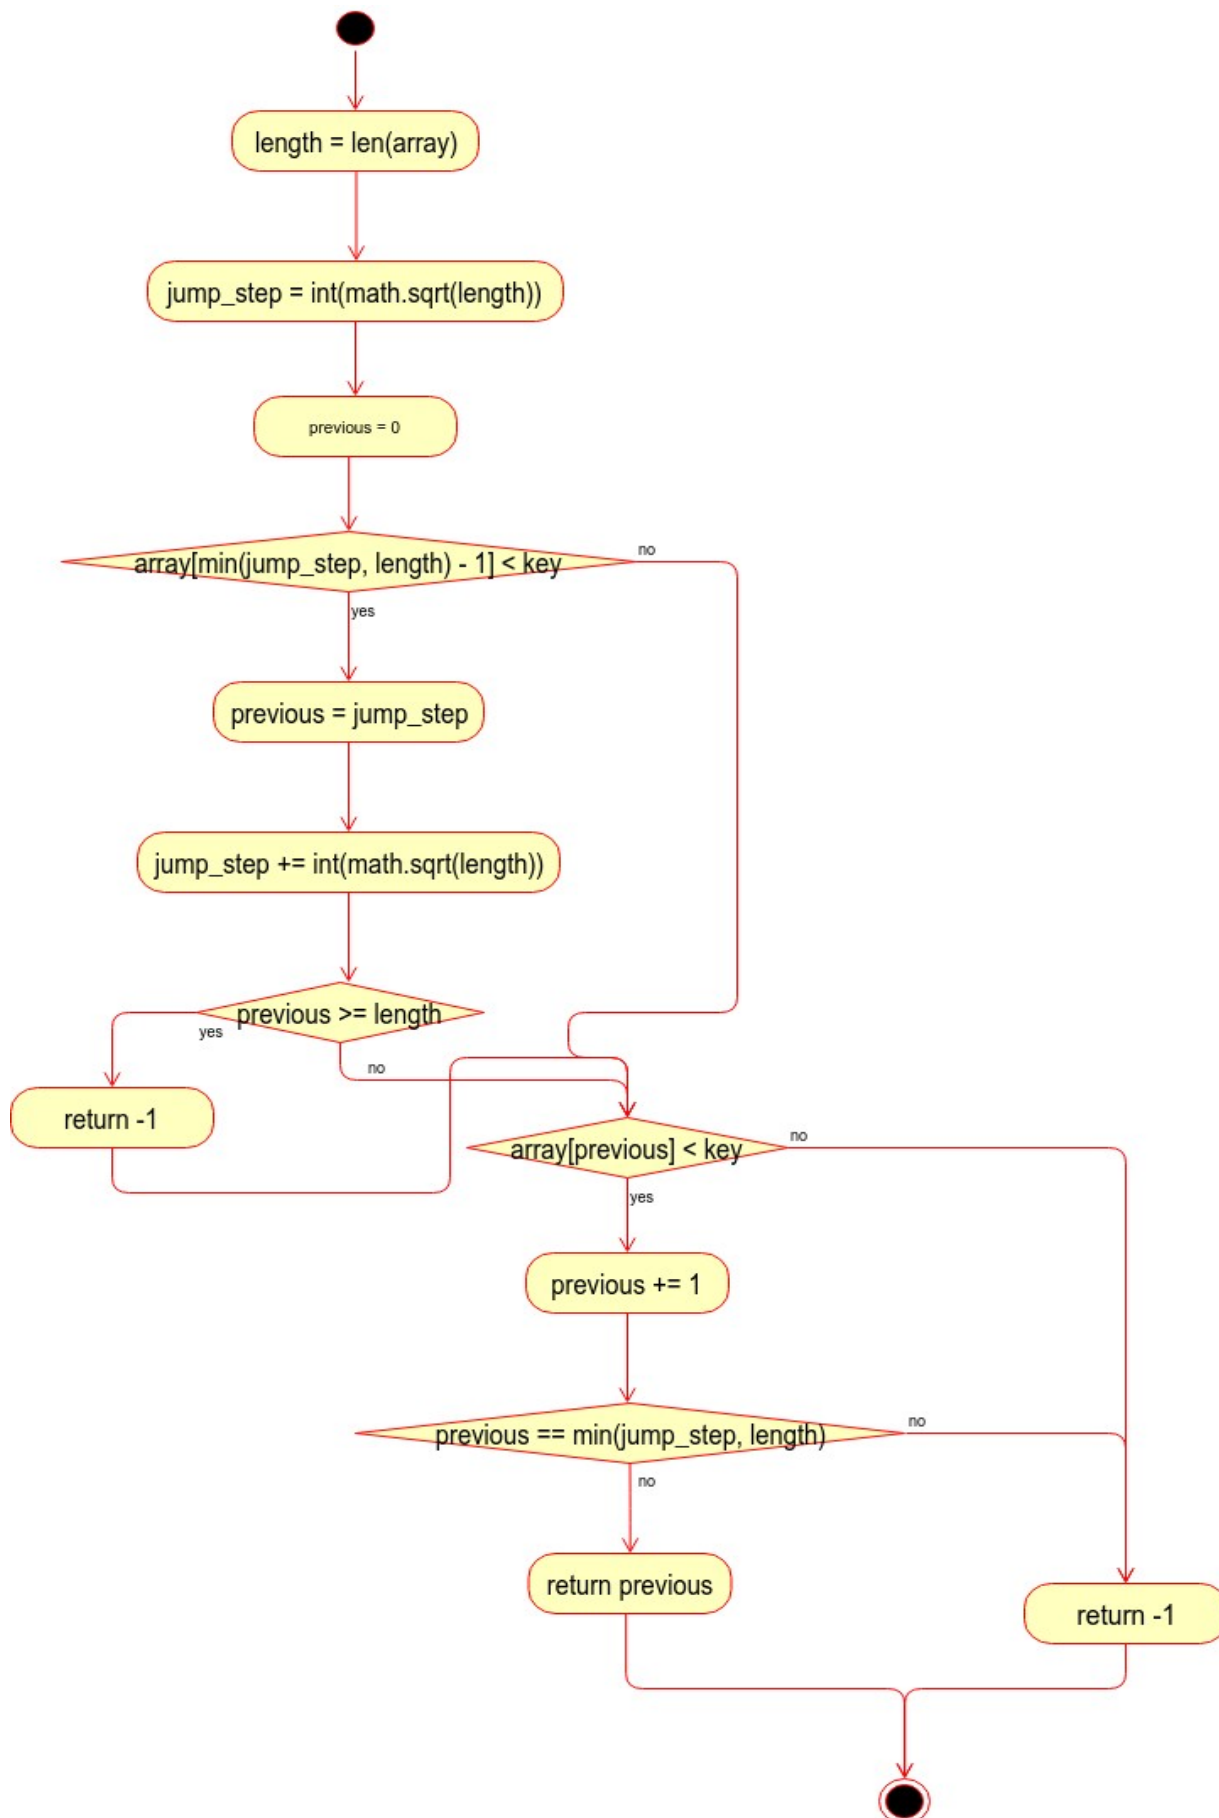 length = len(array)
jump_step = int(math.sqrt(length))
previous = 0
array[min(jump_step, length) - 1] < key
no
yes
previous = jump_step
jump_step += int(math.sqrt(length))
previous >= length
yes
no
return -1
array[previous] < key
no
yes
previous += 1
previous == min(jump_step, length)
no
no
return previous
return -1